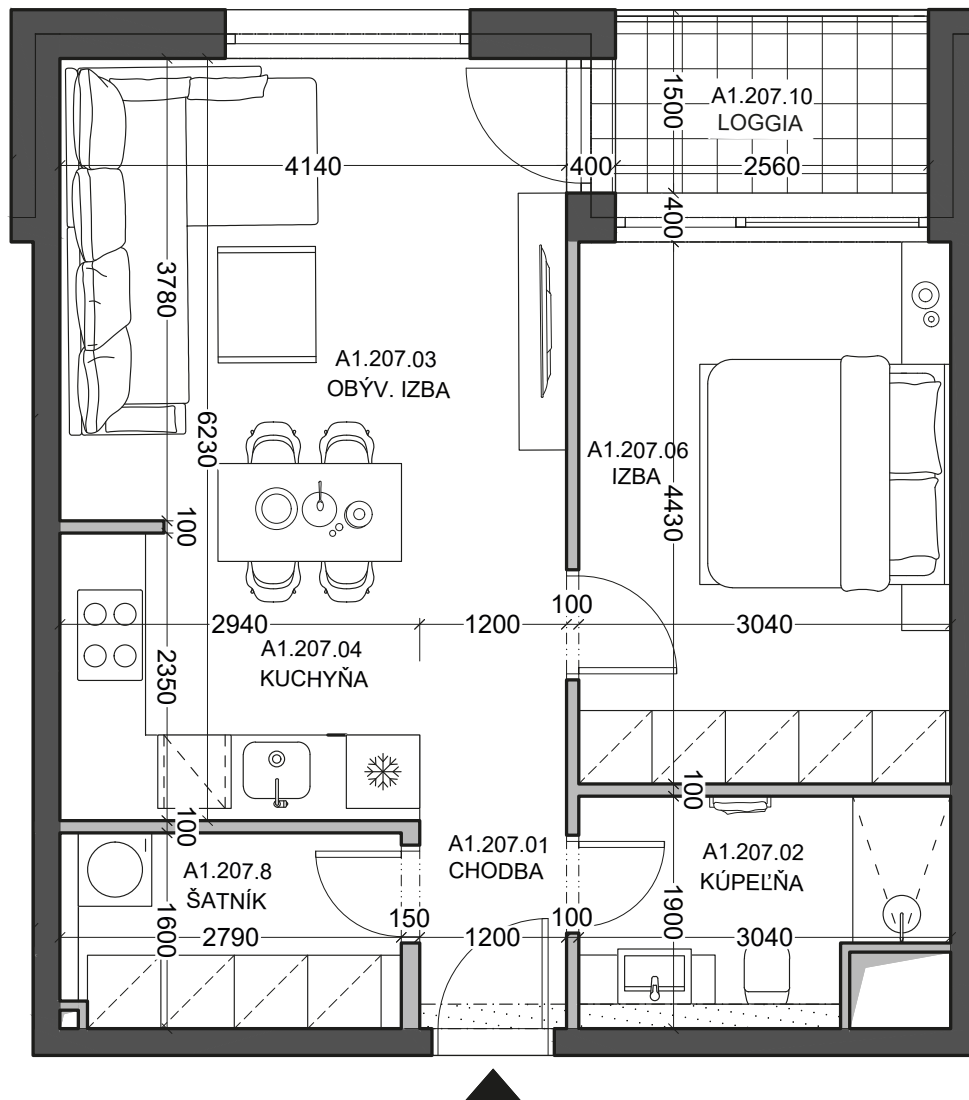 1500
A1.207.10
LOGGIA
4140
400
2560
400
3780
A1.207.03
OBÝV. IZBA
6230
A1.207.06
IZBA
4430
100
2940
1200
100
3040
A1.207.04
KUCHYŇA
2350
100
100
A1.207.8
ŠATNÍK
A1.207.01
CHODBA
A1.207.02
KÚPEĽŇA
1600
2790
150
1200
100
1900
3040